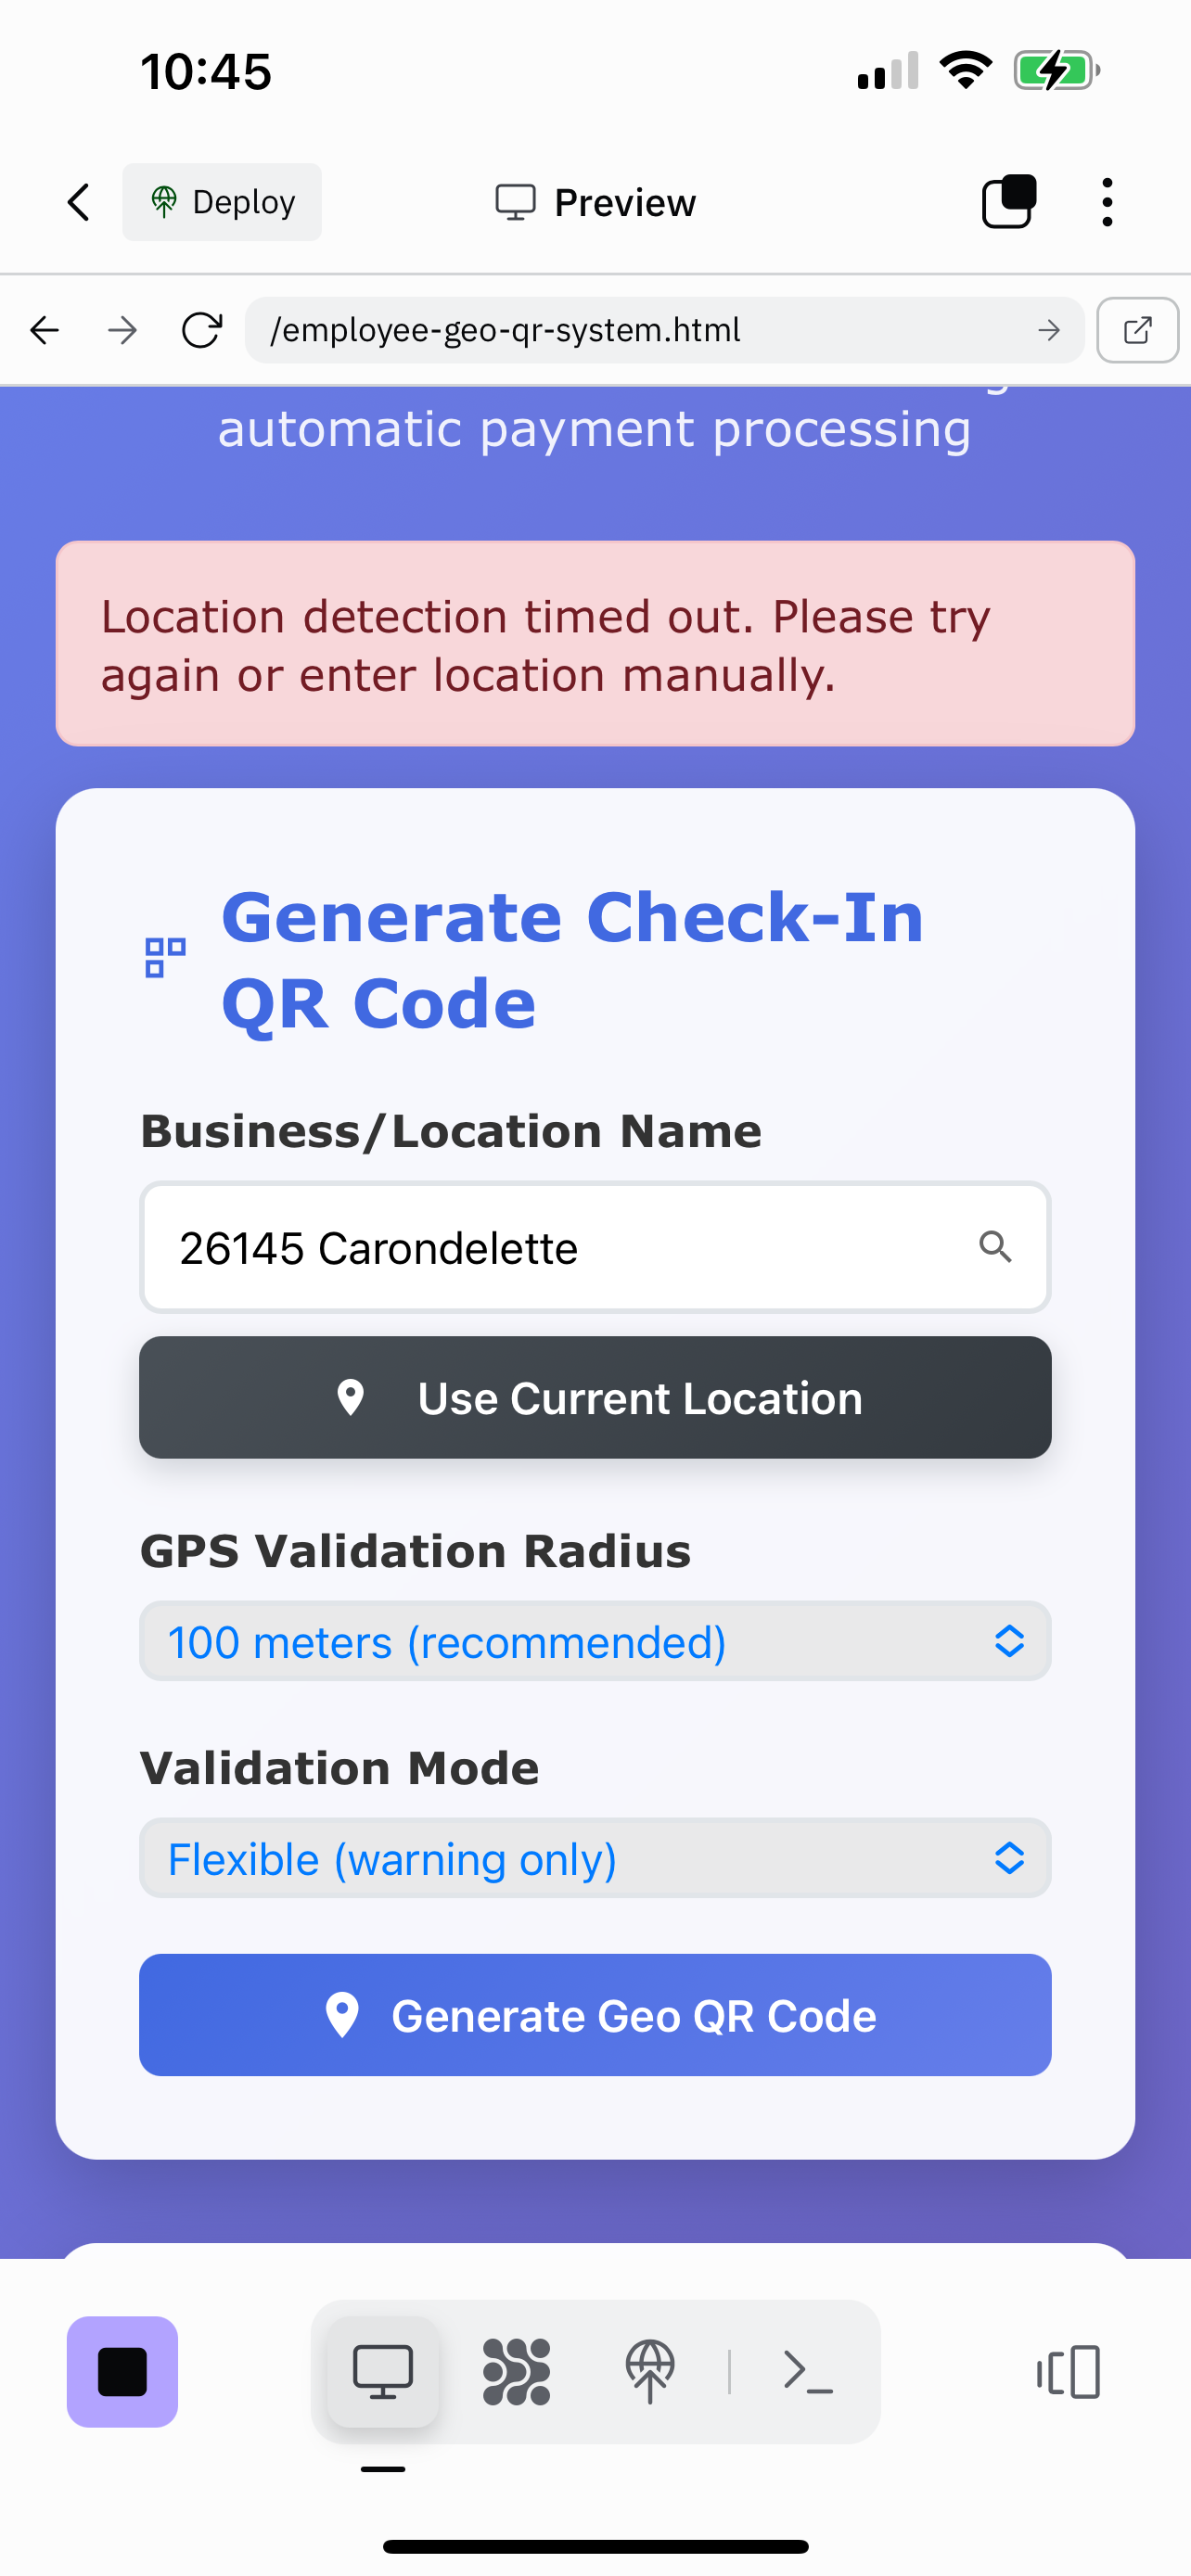 10:45
Deploy
Preview
/employee-geo-qr-system.html
automatic payment processing
Location detection timed out. Please try
again or enter location manually.
Generate Check-In
QR Code
Business/Location Name
26145 Carondelette
Use Current Location
GPS Validation Radius
100 meters (recommended)
Validation Mode
Flexible (warning only)
Generate Geo QR Code